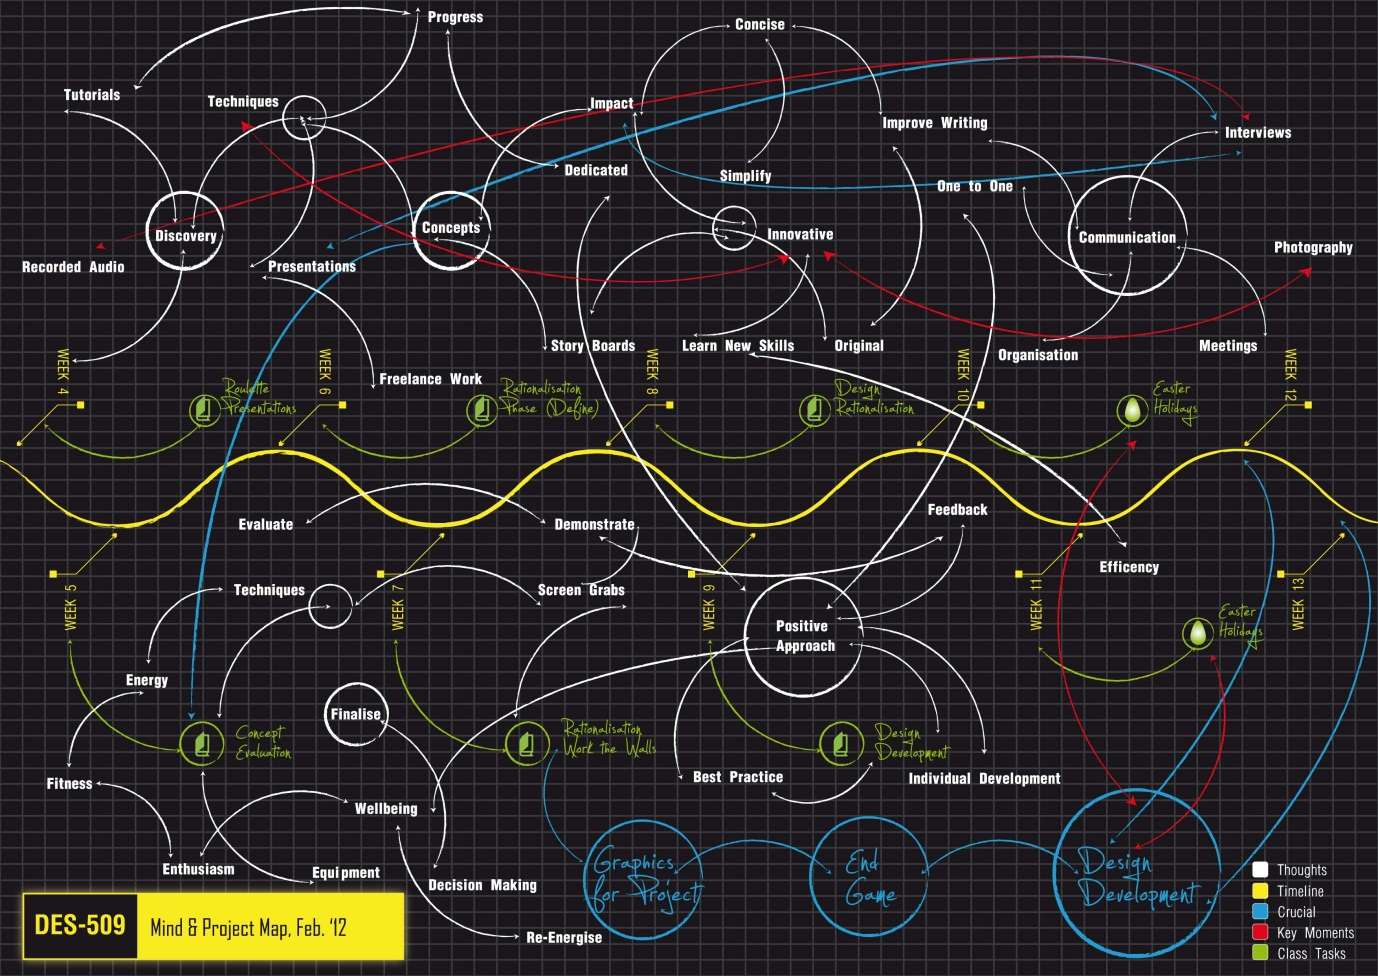 Progress
Concise
Tutorials
Techniques
Impact
Improve Writing
Interviews
Dedicated
Simplify
One to One
Discovery
Concepts
Innovative
Communication
Photography
Recorded Audio
Presentations
Story Boards
Learn New Skills
Original
Organisation
Meetings
Freelance Work
WEEK 4
Roulette
Presentations
WEEK 6
Rationalisation
Phase (Define)
WEEK 8
Design
Rationalisation
WEEK 10
Easter
Holidays
WEEK 12
Evaluate
Demonstrate
Feedback
Efficency
Techniques
Screen Grabs
WEEK 5
WEEK 7
WEEK 9
WEEK 11
WEEK 13
Positive
Approach
Easter
Holidays
Energy
Finalise
Concept
Evaluation
Rationalisation
Work the Walls
Design
Development
Fitness
Best Practice
Individual Development
Wellbeing
Enthusiasm
Equipment
Decision Making
Re-Energise
Graphics
for Project
End
Game
Design
Development
Thoughts
Timeline
Crucial
Key Moments
Class Tasks
DES-509
Mind & Project Map, Feb. '12